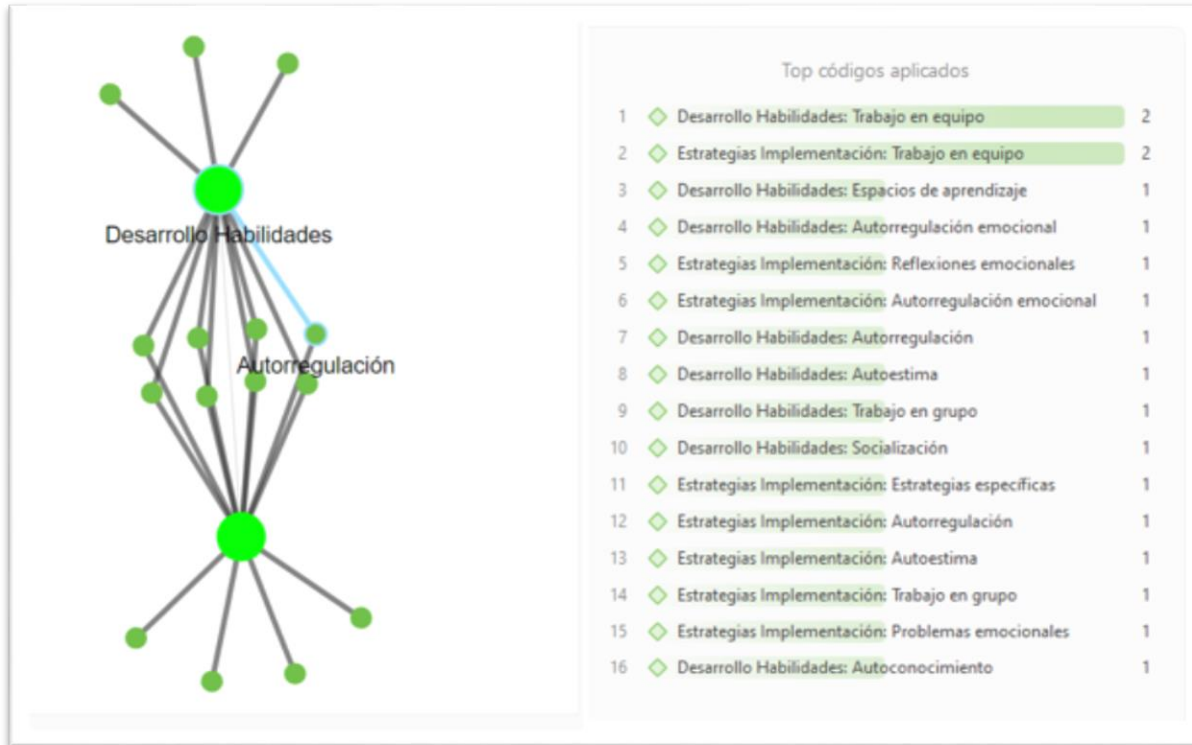 Desarrollo Habilidades
Autorregulación
Top códigos aplicados
1 Desarrollo Habilidades: Trabajo en equipo 2
2 Estrategias Implementación: Trabajo en equipo 2
3 Desarrollo Habilidades: Espacios de aprendizaje 1
4 Desarrollo Habilidades: Autorregulación emocional 1
5 Estrategias Implementación: Reflexiones emocionales 1
6 Estrategias Implementación: Autorregulación emocional 1
7 Desarrollo Habilidades: Autorregulación 1
8 Desarrollo Habilidades: Autoestima 1
9 Desarrollo Habilidades: Trabajo en grupo 1
10 Desarrollo Habilidades: Socialización 1
11 Estrategias Implementación: Estrategias específicas 1
12 Estrategias Implementación: Autorregulación 1
13 Estrategias Implementación: Autoestima 1
14 Estrategias Implementación: Trabajo en grupo 1
15 Estrategias Implementación: Problemas emocionales 1
16 Desarrollo Habilidades: Autoconocimiento 1